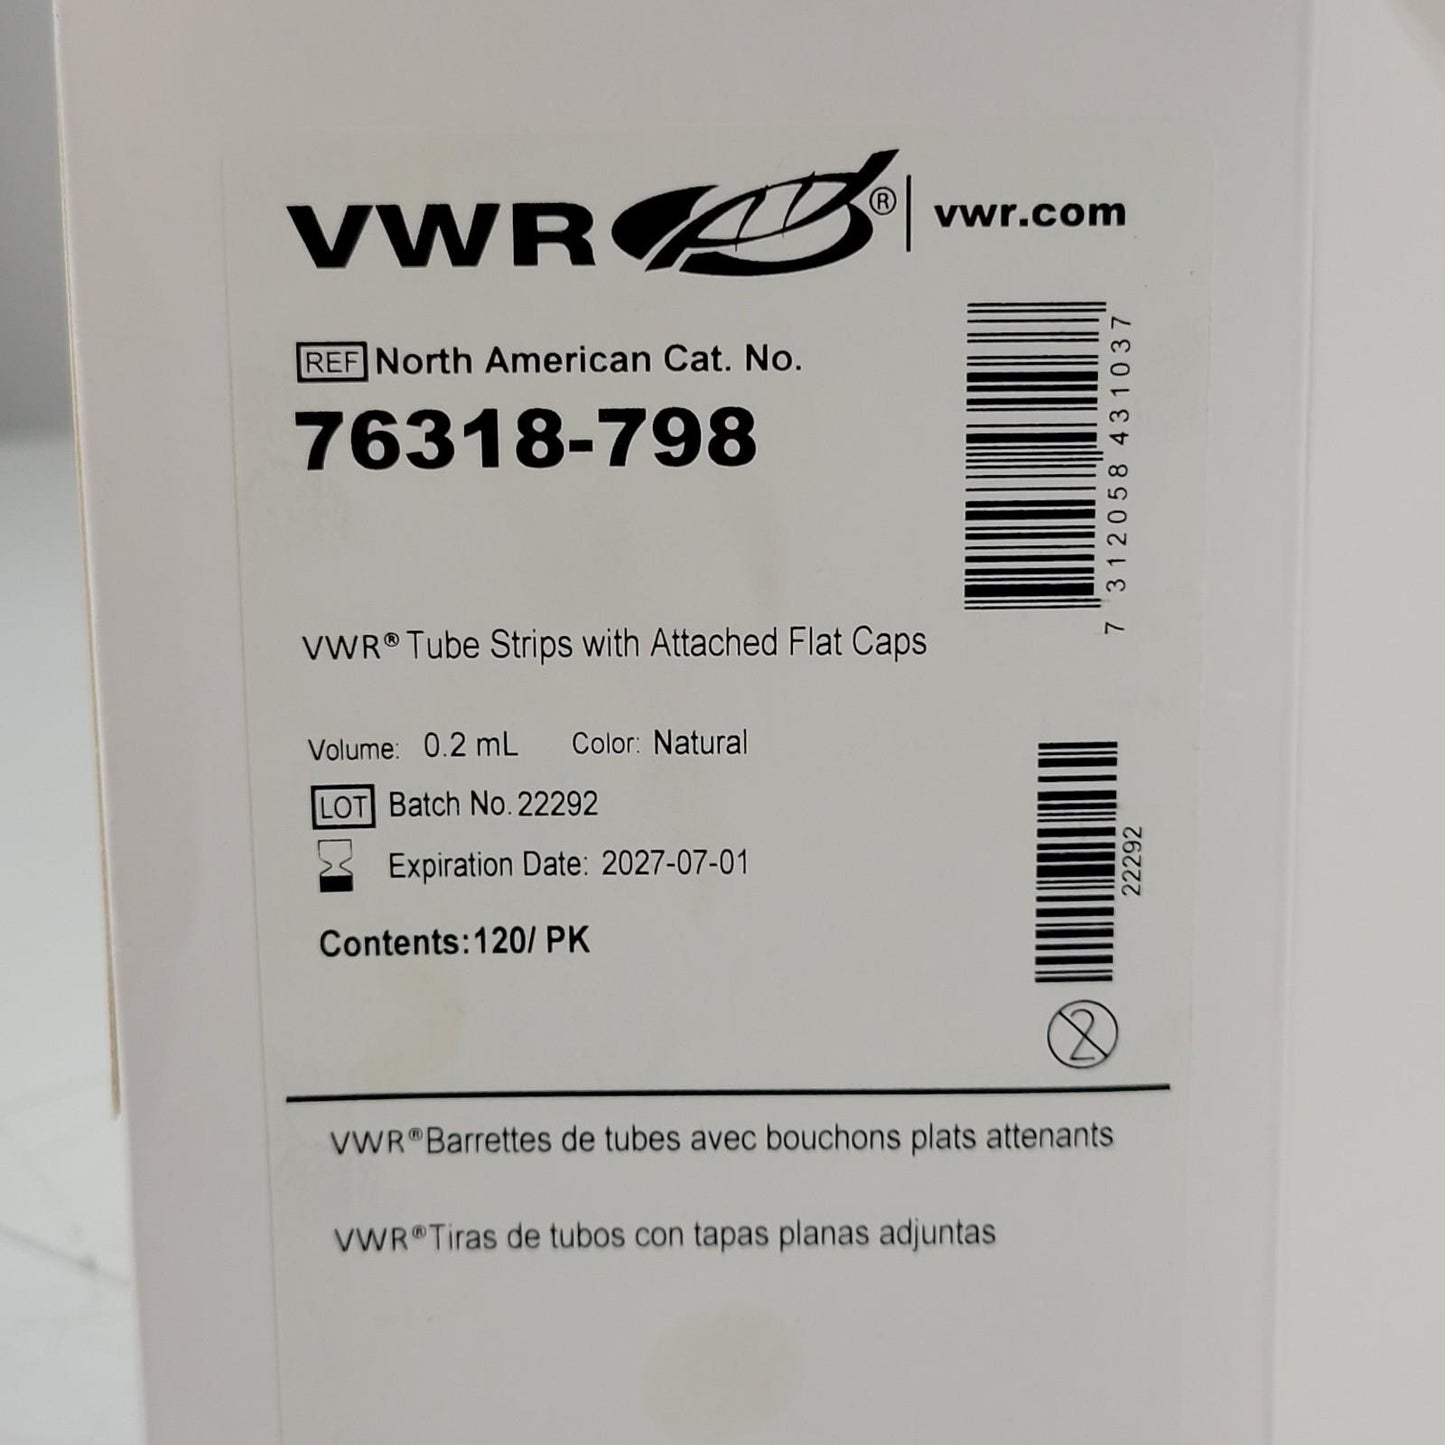 VWR® | vwr.com
REF North American Cat. No.
76318-798
7 312058 431037
VWR® Tube Strips with Attached Flat Caps
Volume: 0.2 mL Color: Natural
LOT Batch No. 22292
Expiration Date: 2027-07-01
22292
Contents:120/ PK
2
VWR® Barrettes de tubes avec bouchons plats attenants
VWR® Tiras de tubos con tapas planas adjuntas